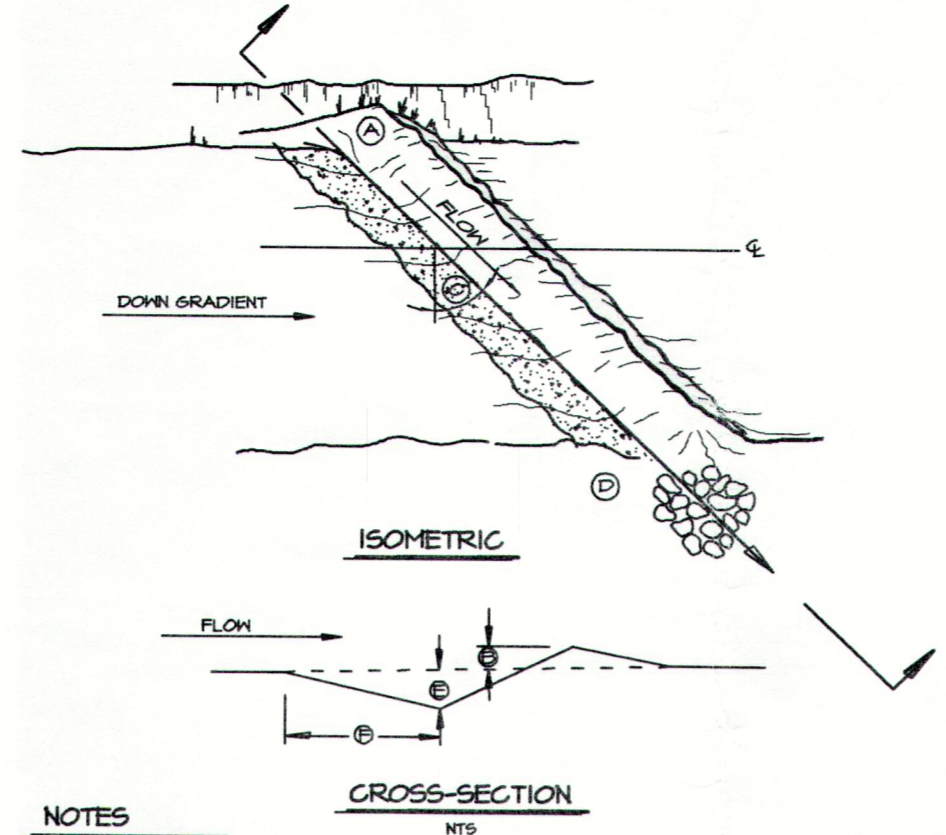 A
FLOW
℄
DOWN GRADIENT
C
D
ISOMETRIC
FLOW
B
E
F
CROSS-SECTION
NTS
NOTES